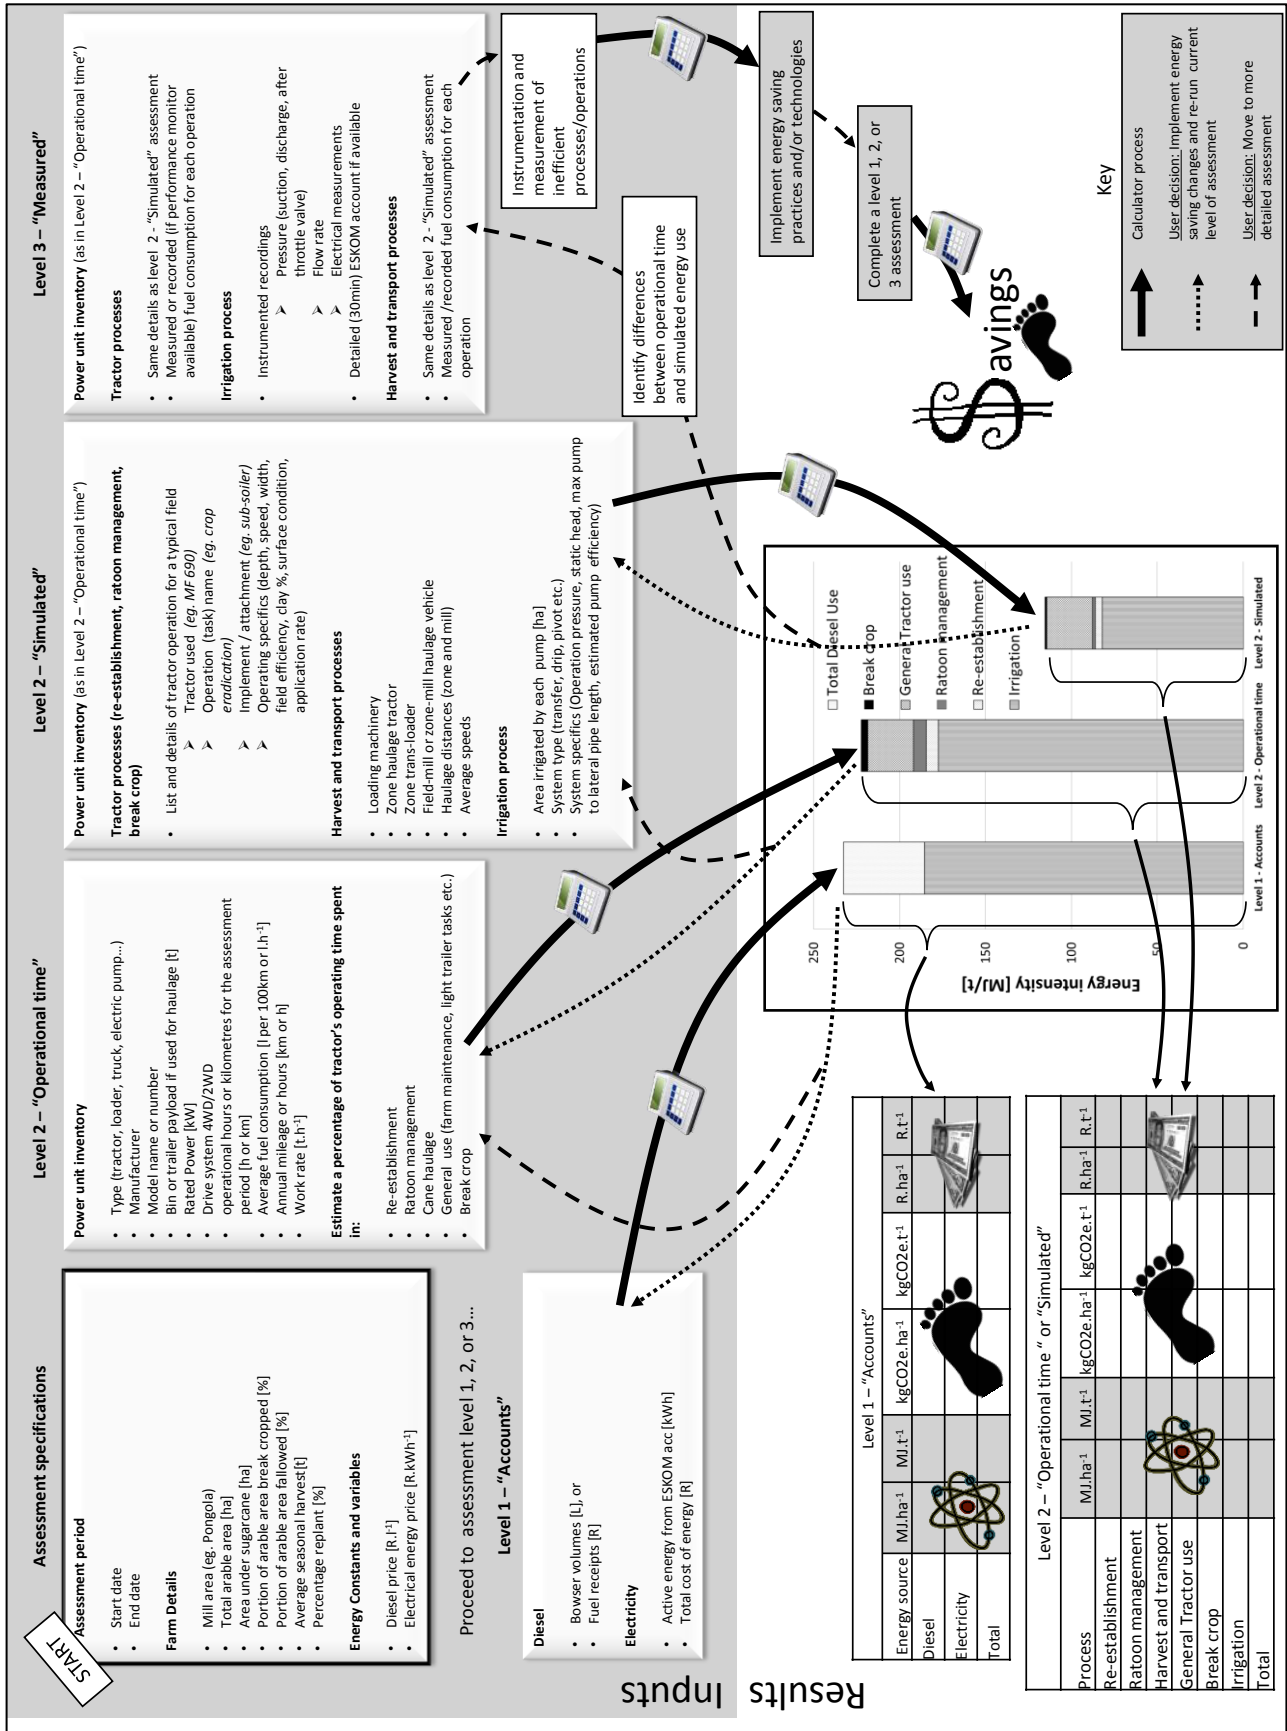 START
Assessment specifications
Assessment period
• Start date
• End date
Farm Details
• Mill area (eg. Pongola)
• Total arable area [ha]
• Area under sugarcane [ha]
• Portion of arable area break cropped [%]
• Portion of arable area fallowed [%]
• Average seasonal harvest[t]
• Percentage replant [%]
Energy Constants and variables
• Diesel price [R.l⁻¹]
• Electrical energy price [R.kWh⁻¹]
Proceed to assessment level 1, 2, or 3...
Level 1 – “Accounts”
Diesel
• Bowser volumes [L], or
• Fuel receipts [R]
Electricity
• Active energy from ESKOM acc [kWh]
• Total cost of energy [R]
Level 2 – “Operational time”
Power unit inventory
• Type (tractor, loader, truck, electric pump...)
• Manufacturer
• Model name or number
• Bin or trailer payload if used for haulage [t]
• Rated Power [kW]
• Drive system 4WD/2WD
• operational hours or kilometres for the assessment
period [h or km]
• Average fuel consumption [l per 100km or l.h⁻¹]
• Annual mileage or hours [km or h]
• Work rate [t.h⁻¹]
Estimate a percentage of tractor’s operating time spent
in:
• Re-establishment
• Ratoon management
• Cane haulage
• General use (farm maintenance, light trailer tasks etc.)
• Break crop
Level 2 – “Simulated”
Power unit inventory (as in Level 2 – “Operational time”)
Tractor processes (re-establishment, ratoon management,
break crop)
• List and details of tractor operation for a typical field
➢ Tractor used (eg. MF 690)
➢ Operation (task) name (eg. crop
eradication)
➢ Implement / attachment (eg. sub-soiler)
➢ Operating specifics (depth, speed, width,
field efficiency, clay %, surface condition,
application rate)
Harvest and transport processes
• Loading machinery
• Zone haulage tractor
• Zone trans-loader
• Field-mill or zone-mill haulage vehicle
• Haulage distances (zone and mill)
• Average speeds
Irrigation process
• Area irrigated by each pump [ha]
• System type (transfer, drip, pivot etc.)
• System specifics (Operation pressure, static head, max pump
to lateral pipe length, estimated pump efficiency)
Level 3 – “Measured”
Power unit inventory (as in Level 2 – “Operational time”)
Tractor processes
• Same details as level 2 - “Simulated” assessment
• Measured or recorded (if performance monitor
available) fuel consumption for each operation
Irrigation process
• Instrumented recordings
➢ Pressure (suction, discharge, after
throttle valve)
➢ Flow rate
➢ Electrical measurements
• Detailed (30min) ESKOM account if available
Harvest and transport processes
• Same details as level 2 - “Simulated” assessment
• Measured /recorded fuel consumption for each
operation
Instrumentation and
measurement of
inefficient
processes/operations
Identify differences
between operational time
and simulated energy use
Implement energy saving
practices and/or technologies
Complete a level 1, 2, or
3 assessment
$avings
Key
Calculator process
User decision: Implement energy
saving changes and re-run current
level of assessment
User decision: Move to more
detailed assessment
Inputs
Results
Level 1 – “Accounts”
Energy source MJ.ha⁻¹ MJ.t⁻¹ kgCO2e.ha⁻¹ kgCO2e.t⁻¹ R.ha⁻¹ R.t⁻¹
Diesel
Electricity
Total
Level 2 – “Operational time ” or “Simulated”
Process MJ.ha⁻¹ MJ.t⁻¹ kgCO2e.ha⁻¹ kgCO2e.t⁻¹ R.ha⁻¹ R.t⁻¹
Re-establishment
Ratoon management
Harvest and transport
General Tractor use
Break crop
Irrigation
Total
Energy intensity [MJ/t]
250
200
150
100
50
0
Total Diesel Use
Break crop
General Tractor use
Ratoon management
Re-establishment
Irrigation
Level 1 - Accounts
Level 2 - Operational time
Level 2 - Simulated